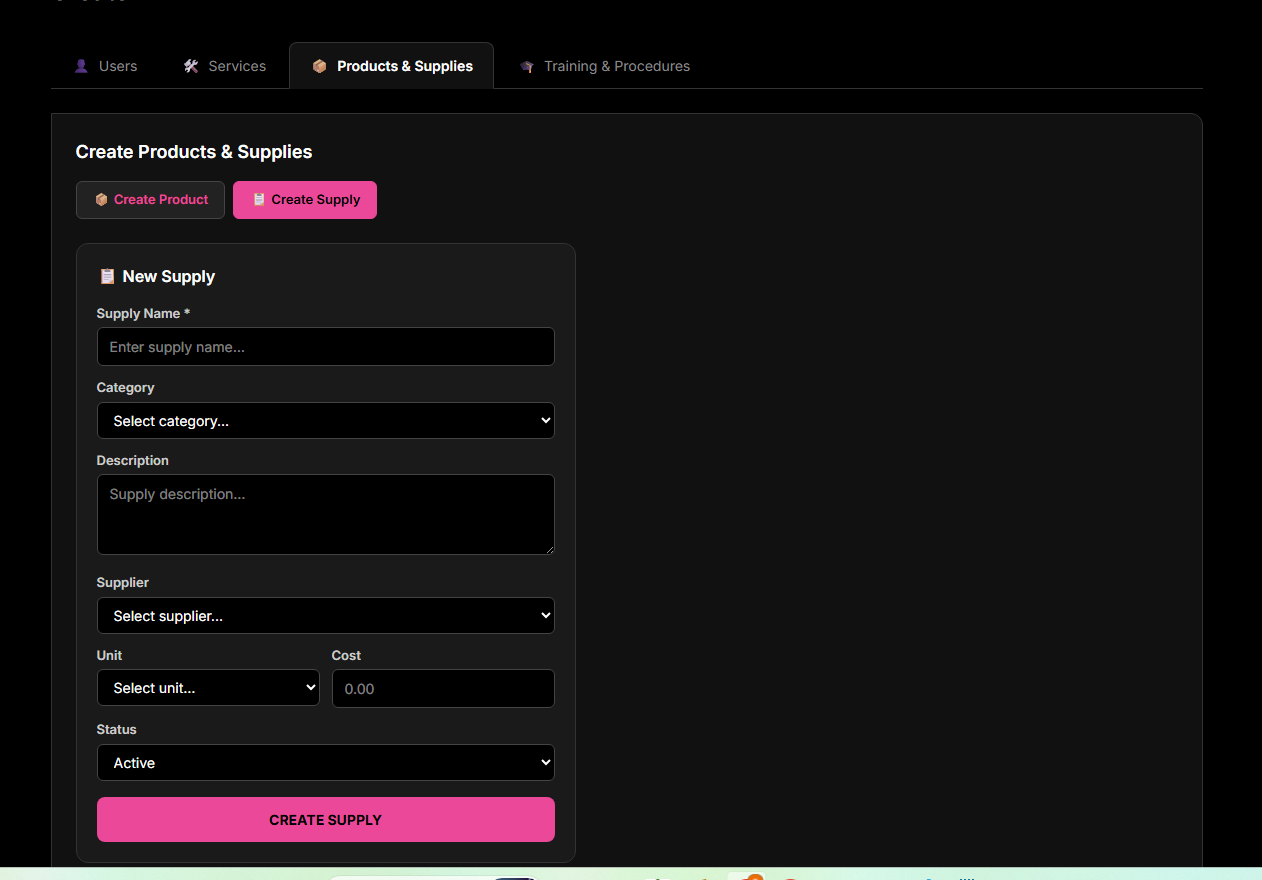 Users Services Products & Supplies Training & Procedures
Create Products & Supplies
Create Product Create Supply
New Supply
Supply Name *
Enter supply name...
Category
Select category...
Description
Supply description...
Supplier
Select supplier...
Unit Cost
Select unit... 0.00
Status
Active
CREATE SUPPLY